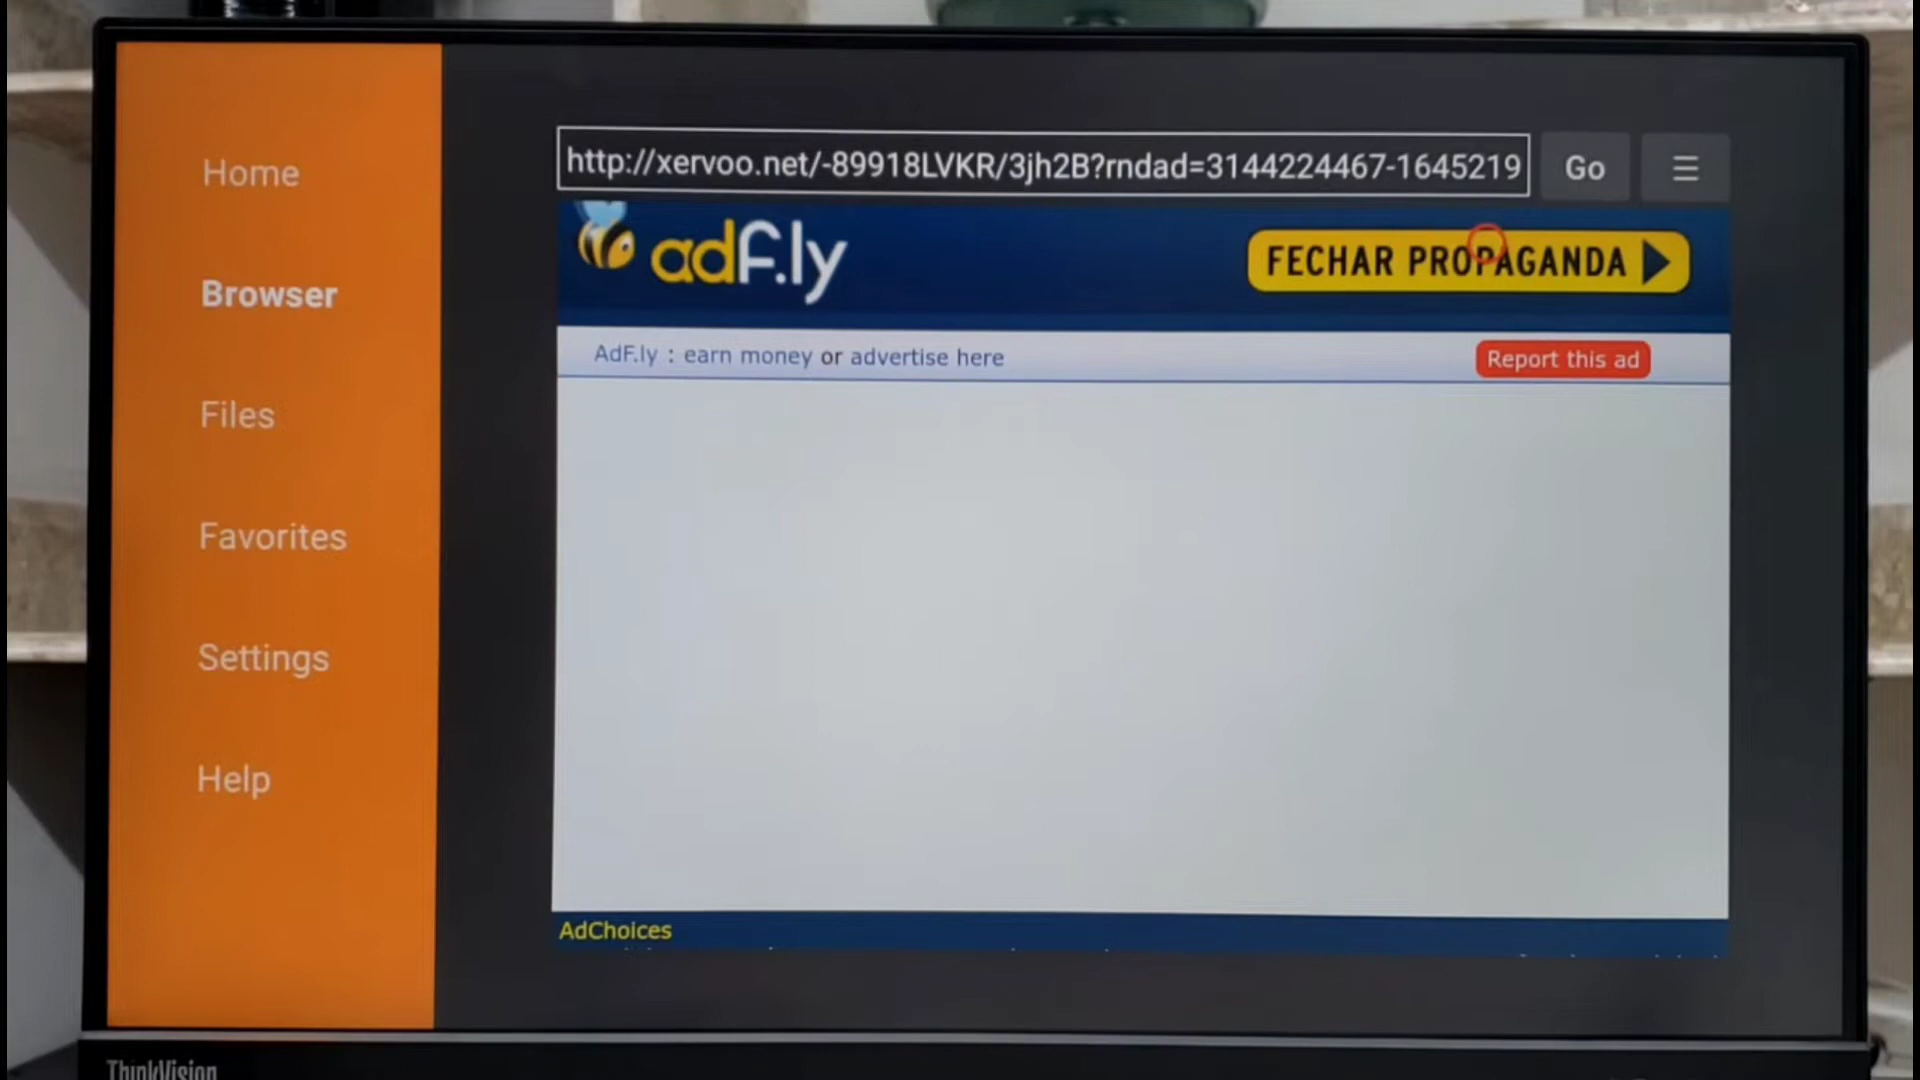 Home
Browser
Files
Favorites
Settings
Help
http://xervoo.net/-89918LVKR/3jh2B?rndad=3144224467-1645219
Go
adf.ly
FECHAR PROPAGANDA
AdF.ly : earn money or advertise here
Report this ad
AdChoices
ThinkVision